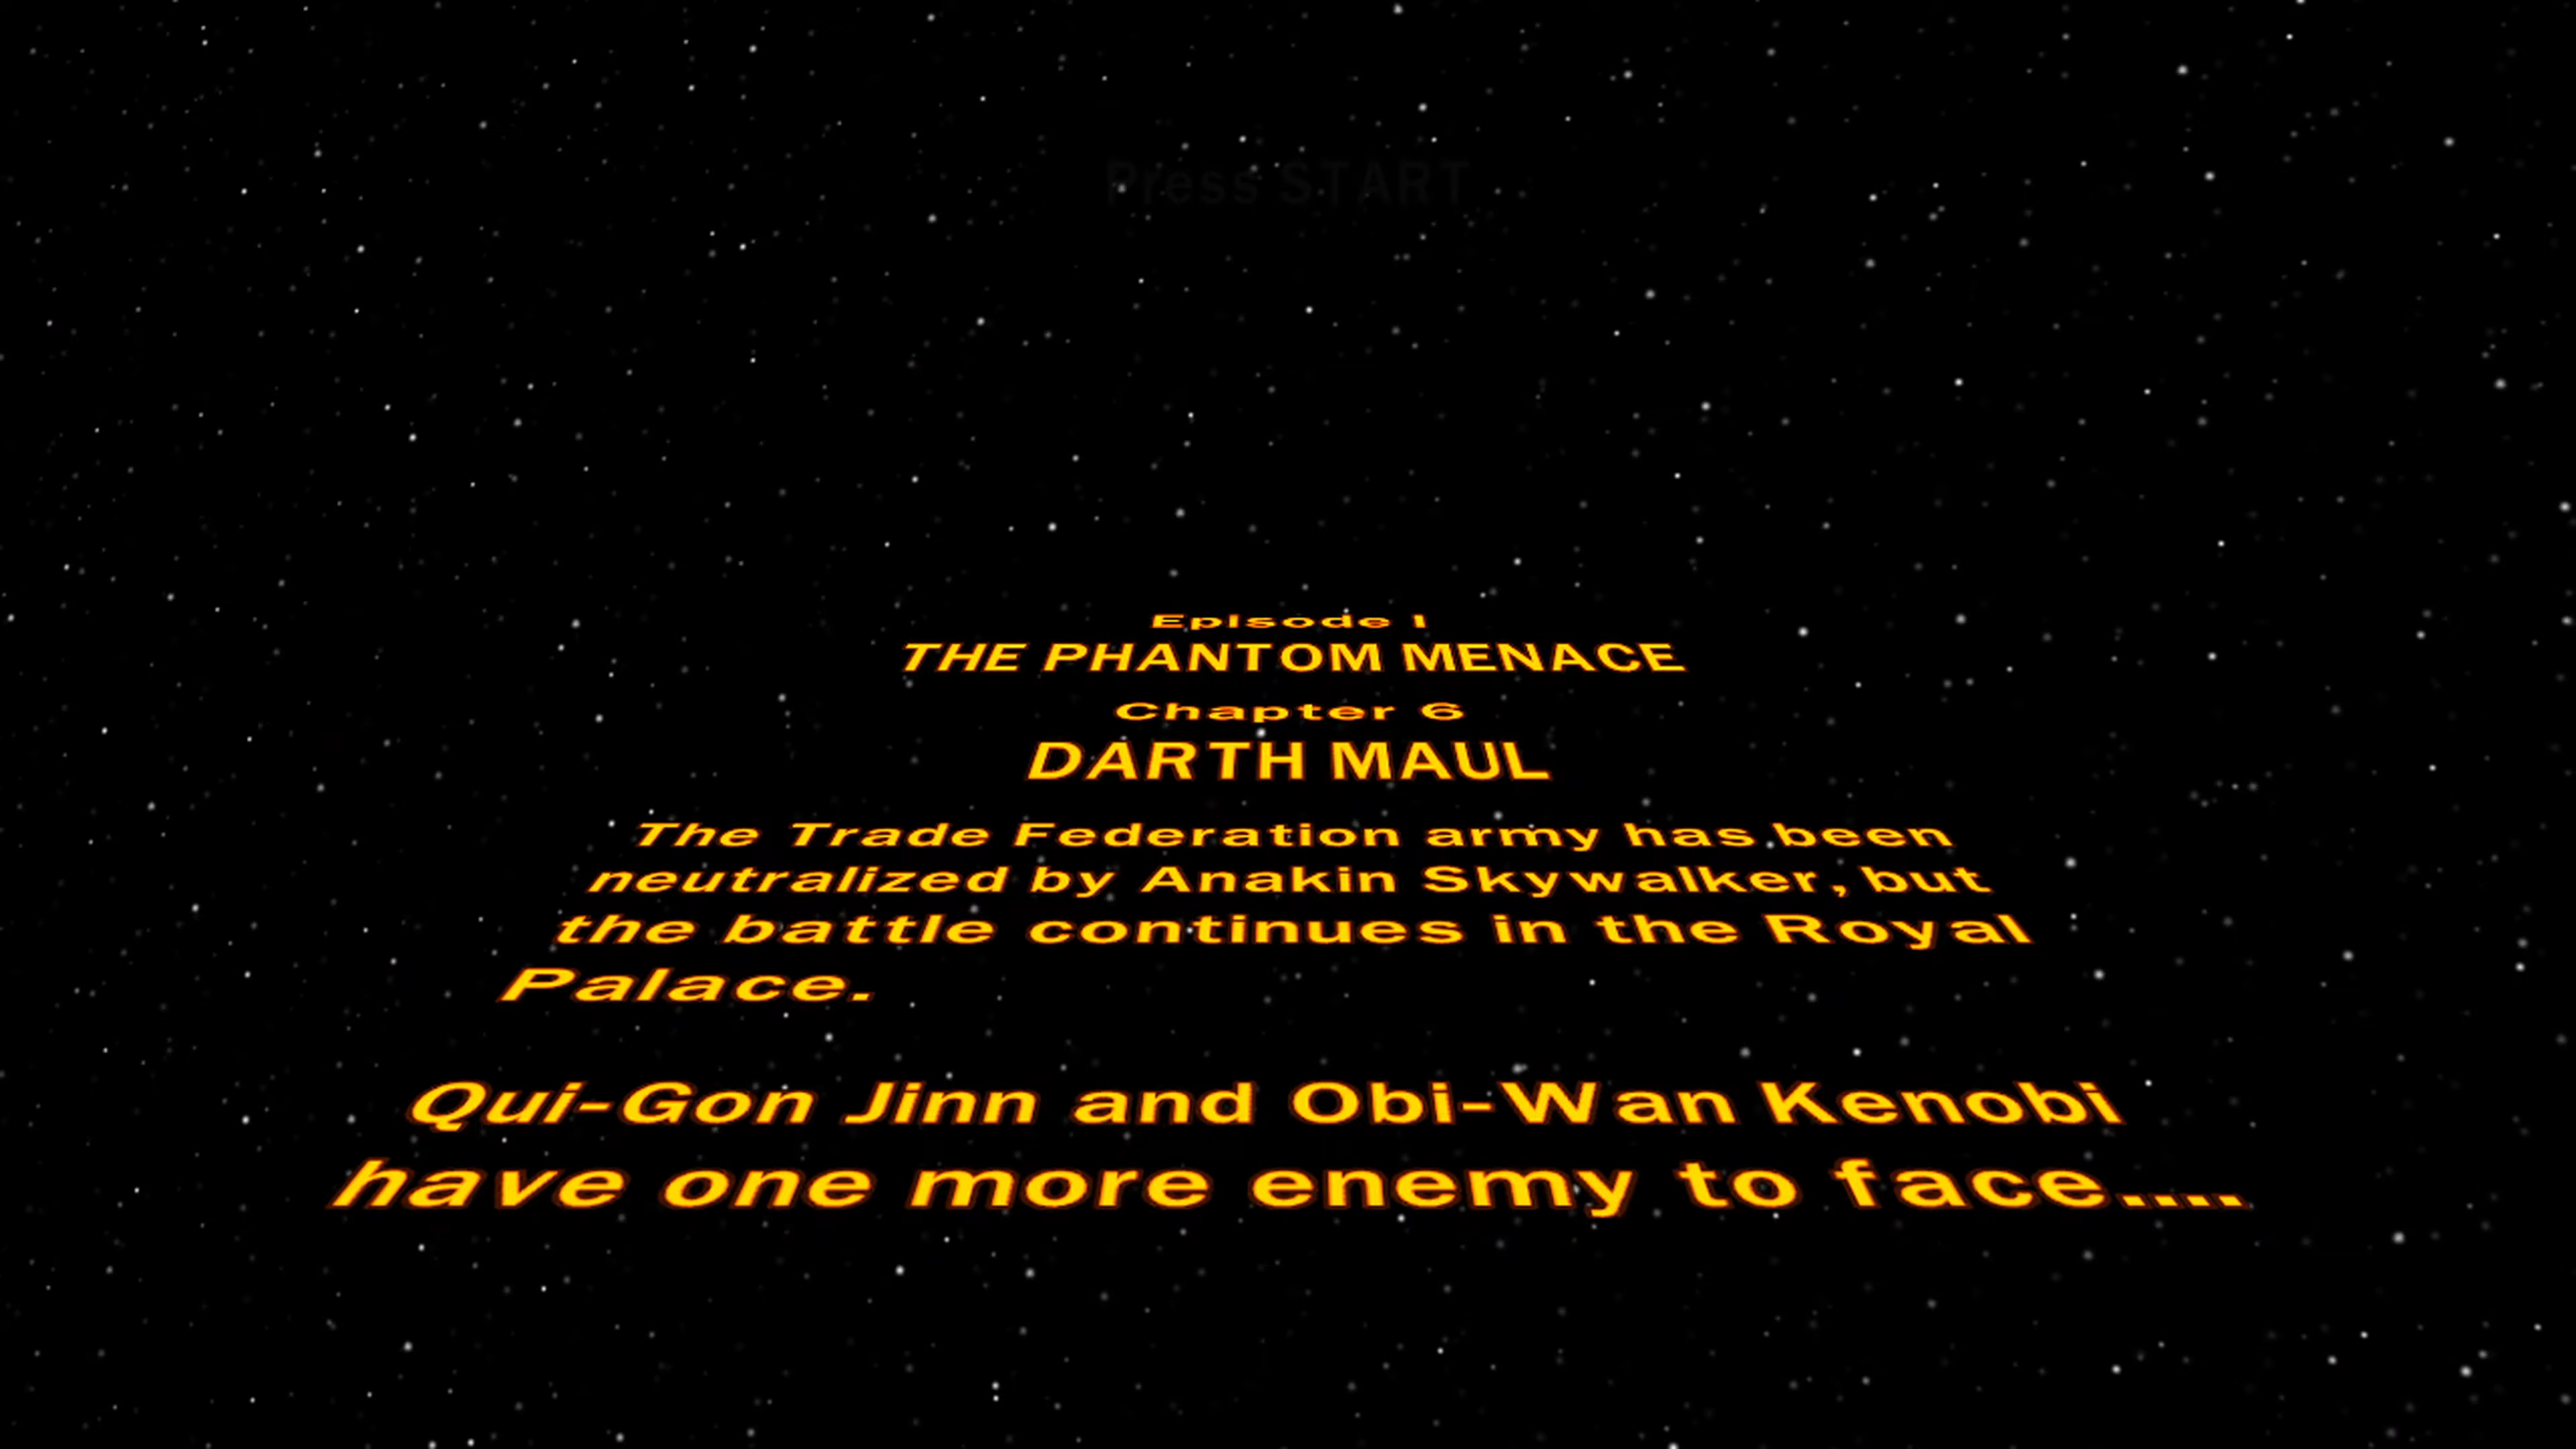 Press START
Episode I
THE PHANTOM MENACE
Chapter 6
DARTH MAUL
The Trade Federation army has been
neutralized by Anakin Skywalker, but
the battle continues in the Royal
Palace.
Qui-Gon Jinn and Obi-Wan Kenobi
have one more enemy to face....